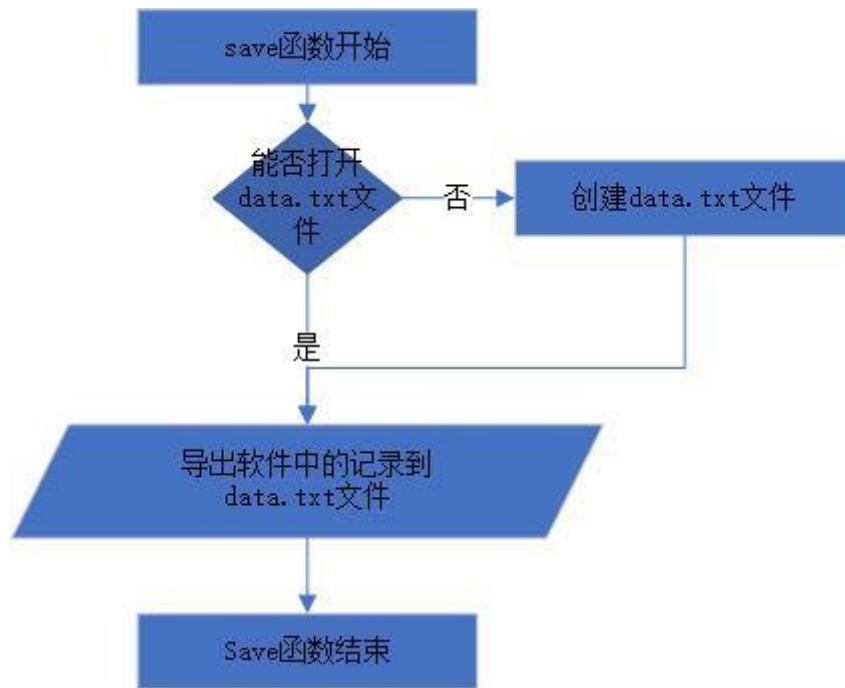 save函数开始
能否打开
data.txt文
件
否
创建data.txt文件
是
导出软件中的记录到
data.txt文件
Save函数结束